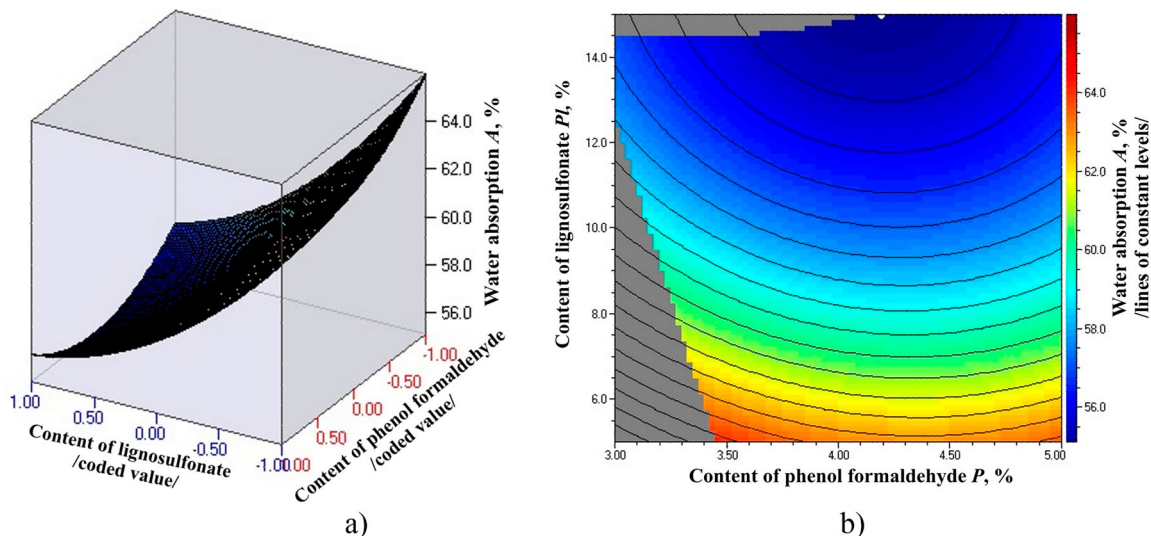 64.0
62.0
60.0
58.0
56.0
Water absorption A, %
1.00
0.50
0.00
-0.50
-1.00
Content of lignosulfonate
/coded value/
-1.00
-0.50
0.00
0.50
Content of phenol formaldehyde
/coded value/
a)
14.0
12.0
10.0
8.0
6.0
Content of lignosulfonate Pl, %
3.00
3.50
4.00
4.50
5.00
Content of phenol formaldehyde P, %
64.0
62.0
60.0
58.0
56.0
Water absorption A, %
/llines of constant levels/
b)